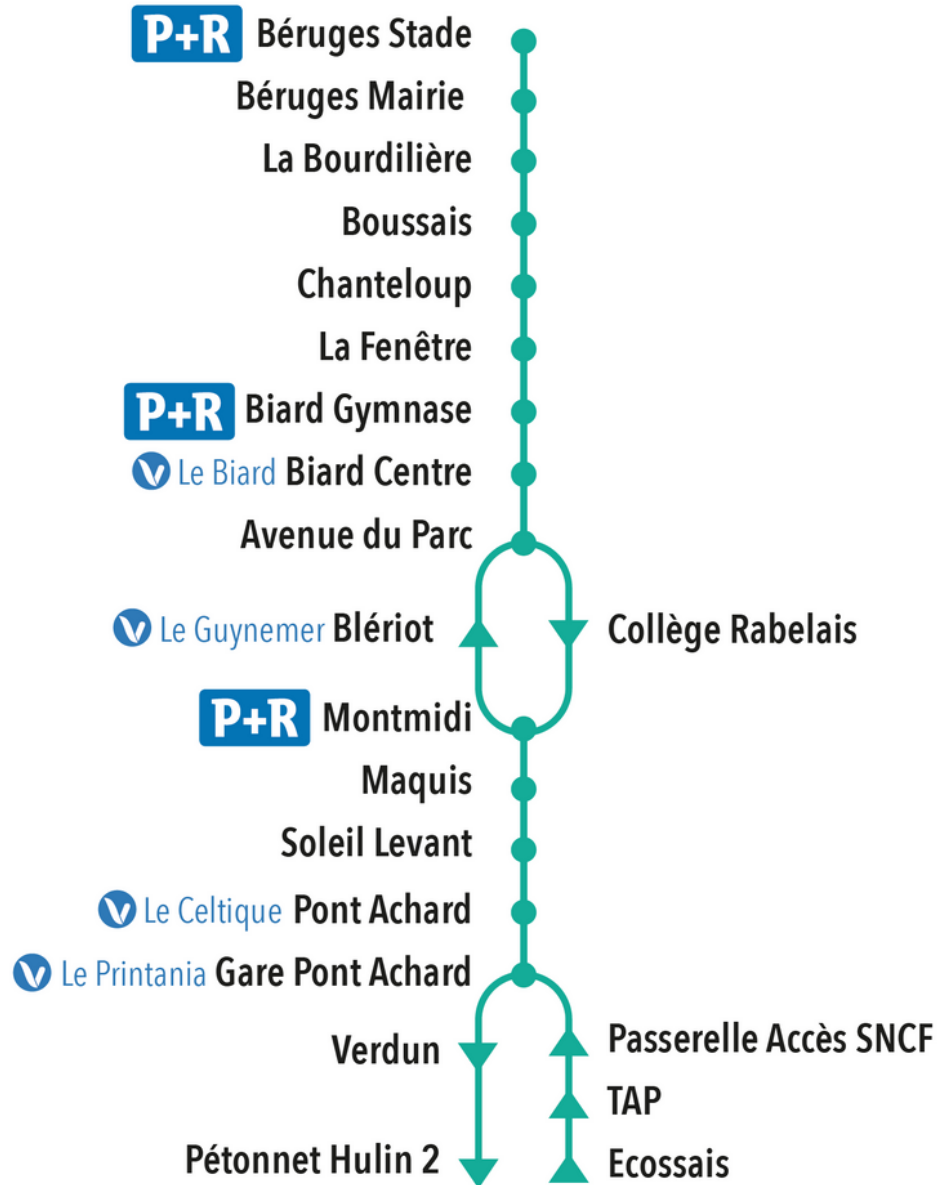 P+R Béruges Stade
Béruges Mairie
La Bourdilière
Boussais
Chanteloup
La Fenêtre
P+R Biard Gymnase
Le Biard Biard Centre
Avenue du Parc
Le Guynemer Blériot
Collège Rabelais
P+R Montmidi
Maquis
Soleil Levant
Le Celtique Pont Achard
Le Printania Gare Pont Achard
Verdun
Passerelle Accès SNCF
TAP
Pétonnet Hulin 2
Ecossais